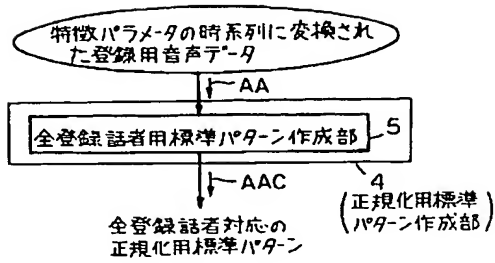 特徴パラメータの時系列に変換され
た登録用音声データ
AA
全登録話者用標準パターン作成部
5
AAC
4
(正規化用標準
パターン作成部)
全登録話者対応の
正規化用標準パターン